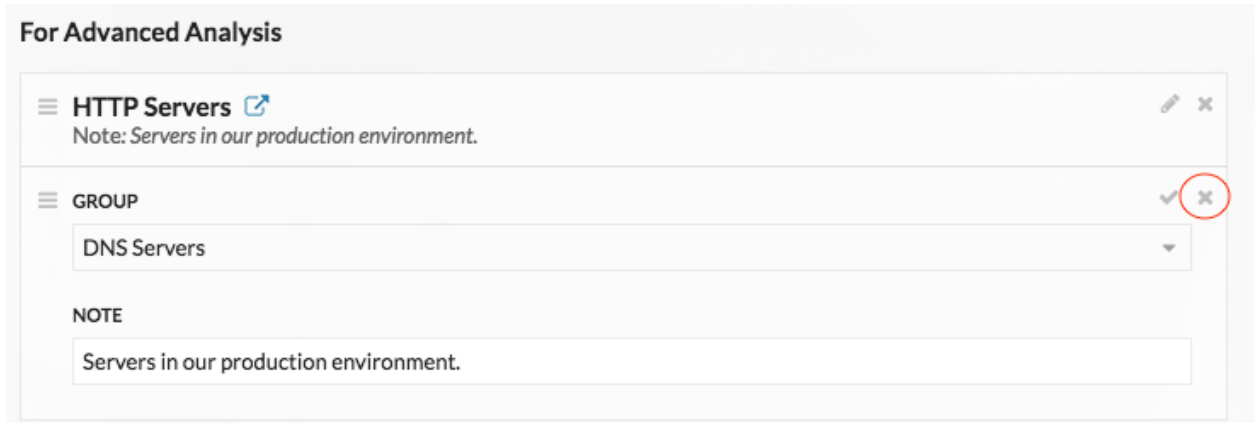 For Advanced Analysis
HTTP Servers
Note: Servers in our production environment.
GROUP
DNS Servers
NOTE
Servers in our production environment.